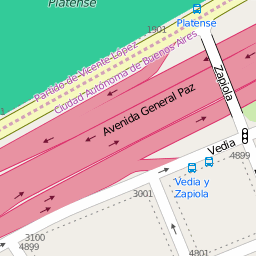 Platense
1901
Platense
Partido de Vicente López
Ciudad Autónoma de Buenos Aires
Zapiola
Avenida General Paz
Vedia
4899
Vedia y
Zapiola
3001
3100
4899
4801